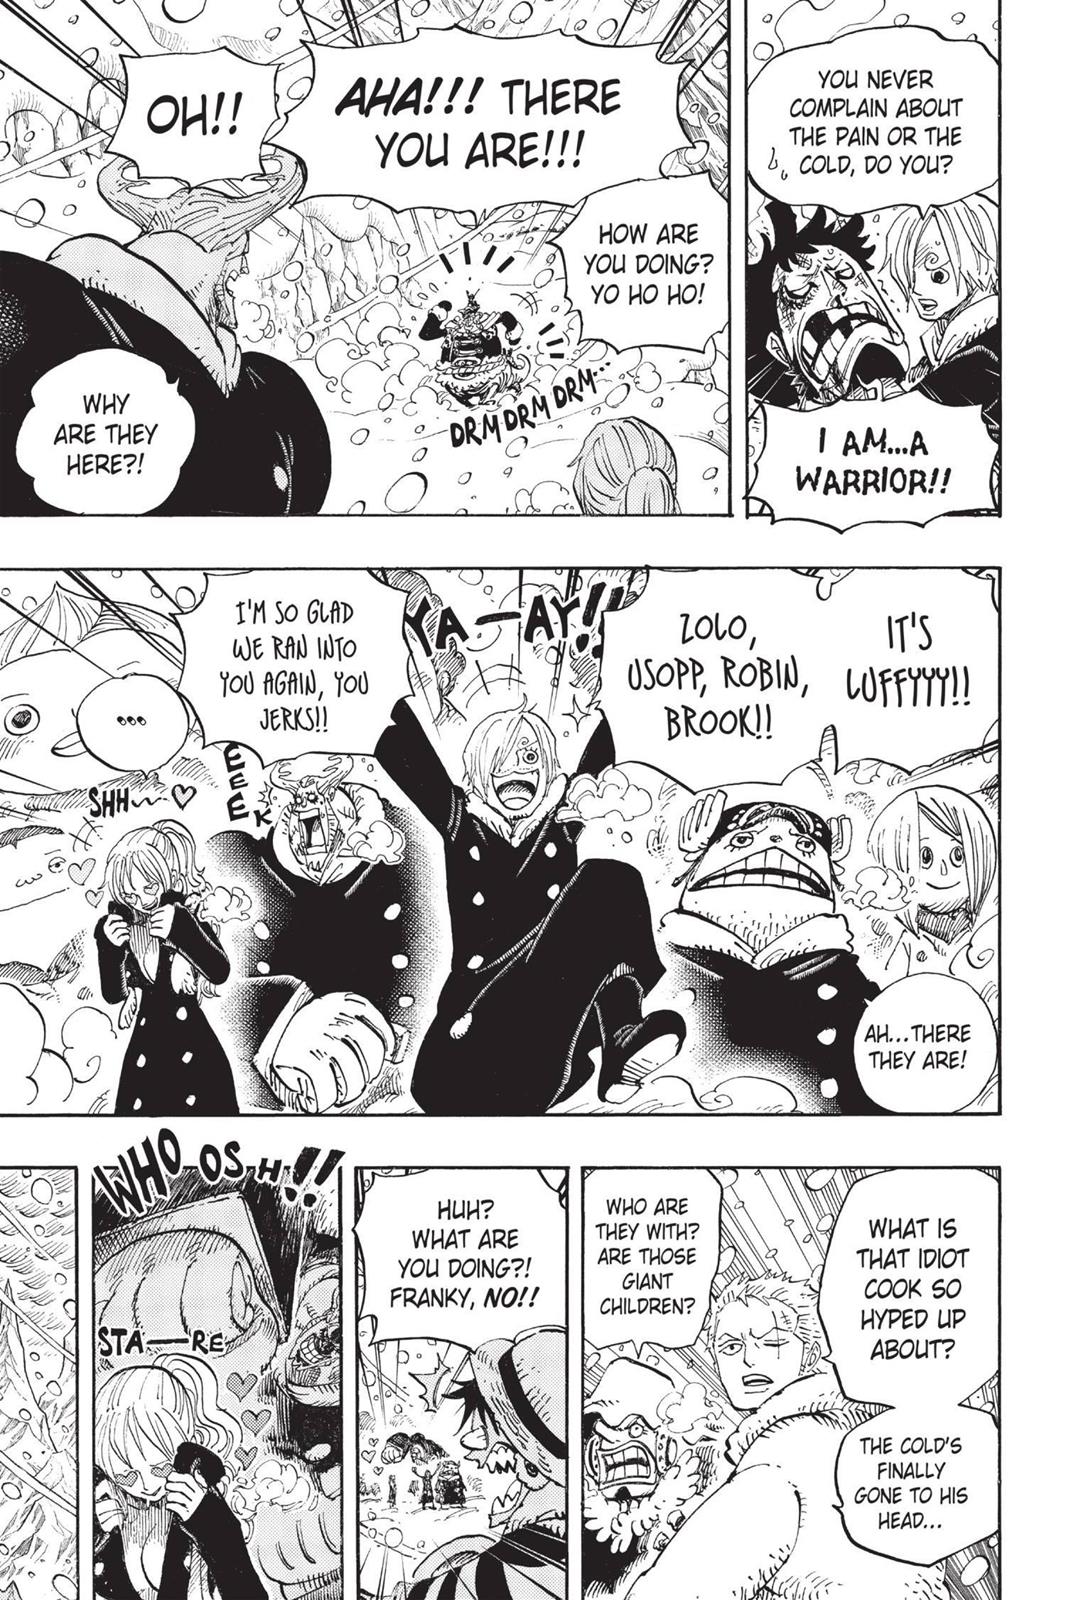 YOU NEVER
COMPLAIN ABOUT
THE PAIN OR THE
COLD, DO YOU?
I AM...A
WARRIOR!!
AHA!!! THERE
YOU ARE!!!
OH!!
HOW ARE
YOU DOING?
YO HO HO!
DRM DRM DRM...
WHY
ARE THEY
HERE?!
IT'S
LUFFYYY!!
ZOLO,
USOPP, ROBIN,
BROOK!!
AH...THERE
THEY ARE!
YA—AY!!
I'M SO GLAD
WE RAN INTO
YOU AGAIN, YOU
JERKS!!
EEEK
...
SHH~ ♡
WHAT IS
THAT IDIOT
COOK SO
HYPED UP
ABOUT?
THE COLD'S
FINALLY
GONE TO HIS
HEAD...
WHO ARE
THEY WITH?
ARE THOSE
GIANT
CHILDREN?
HUH?
WHAT ARE
YOU DOING?!
FRANKY, NO!!
WHOOOSH!!
STA—RE